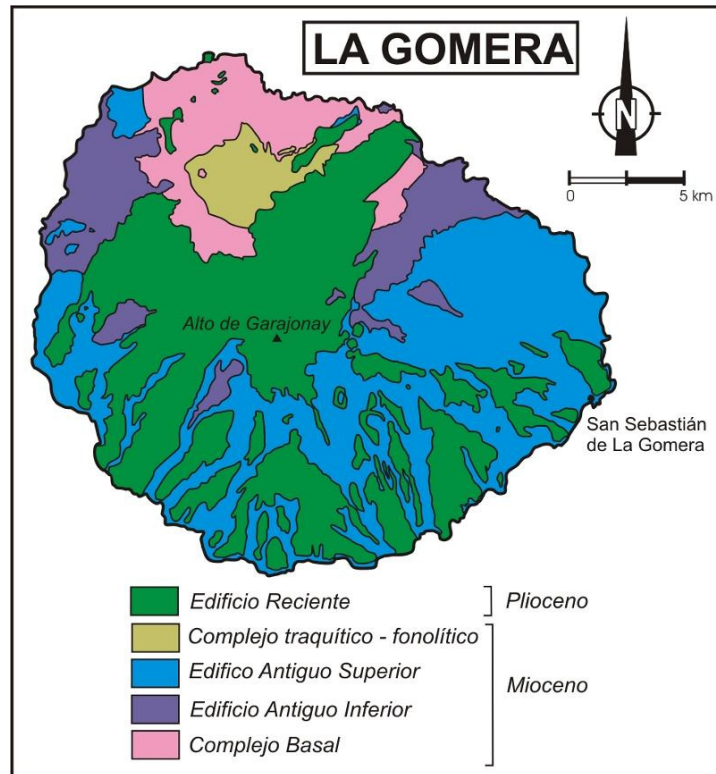 LA GOMERA
N
0 5 km
Alto de Garajonay
San Sebastián
de La Gomera
Edificio Reciente
Plioceno
Complejo traquítico - fonolítico
Edifico Antiguo Superior
Mioceno
Edificio Antiguo Inferior
Complejo Basal